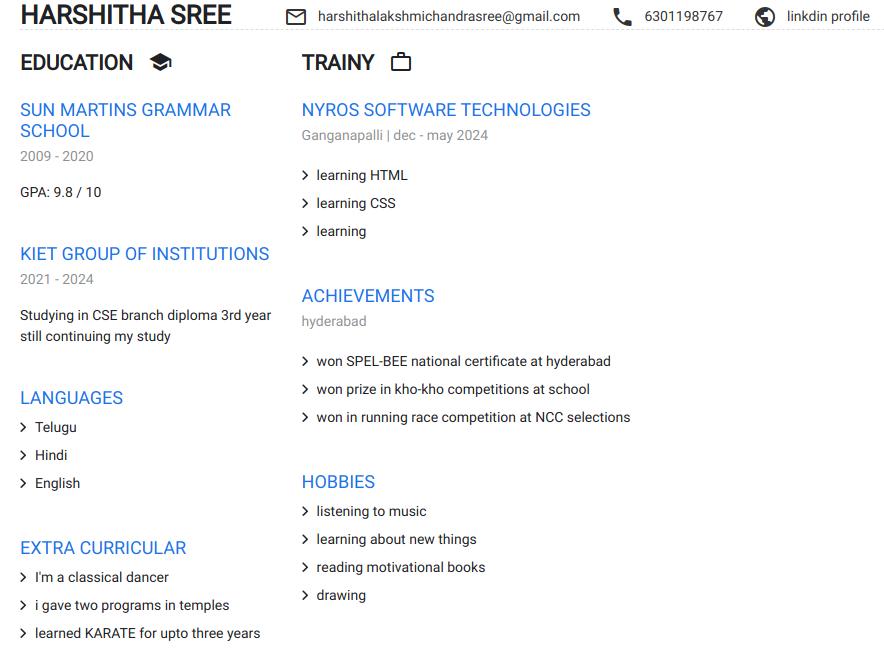 HARSHITHA SREE
harshithalakshmichandrasree@gmail.com
6301198767
linkdin profile
EDUCATION
SUN MARTINS GRAMMAR
SCHOOL
2009 - 2020
GPA: 9.8 / 10
KIET GROUP OF INSTITUTIONS
2021 - 2024
Studying in CSE branch diploma 3rd year
still continuing my study
LANGUAGES
Telugu
Hindi
English
EXTRA CURRICULAR
I'm a classical dancer
i gave two programs in temples
learned KARATE for upto three years
TRAINY
NYROS SOFTWARE TECHNOLOGIES
Ganganapalli | dec - may 2024
learning HTML
learning CSS
learning
ACHIEVEMENTS
hyderabad
won SPEL-BEE national certificate at hyderabad
won prize in kho-kho competitions at school
won in running race competition at NCC selections
HOBBIES
listening to music
learning about new things
reading motivational books
drawing